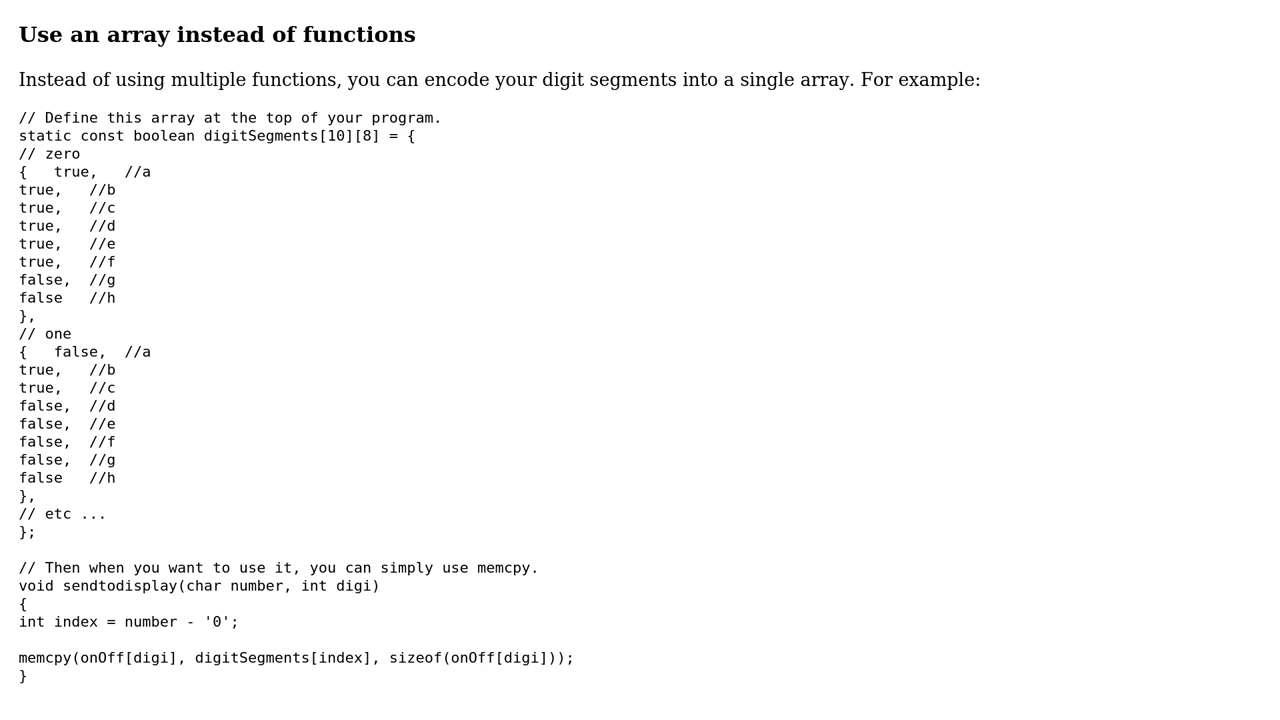 Use an array instead of functions
Instead of using multiple functions, you can encode your digit segments into a single array. For example:
// Define this array at the top of your program.
static const boolean digitSegments[10][8] = {
// zero
{   true,   //a
true,   //b
true,   //c
true,   //d
true,   //e
true,   //f
false,  //g
false   //h
},
// one
{   false,  //a
true,   //b
true,   //c
false,  //d
false,  //e
false,  //f
false,  //g
false   //h
},
// etc ...
};

// Then when you want to use it, you can simply use memcpy.
void sendtodisplay(char number, int digi)
{
int index = number - '0';

memcpy(onOff[digi], digitSegments[index], sizeof(onOff[digi]));
}